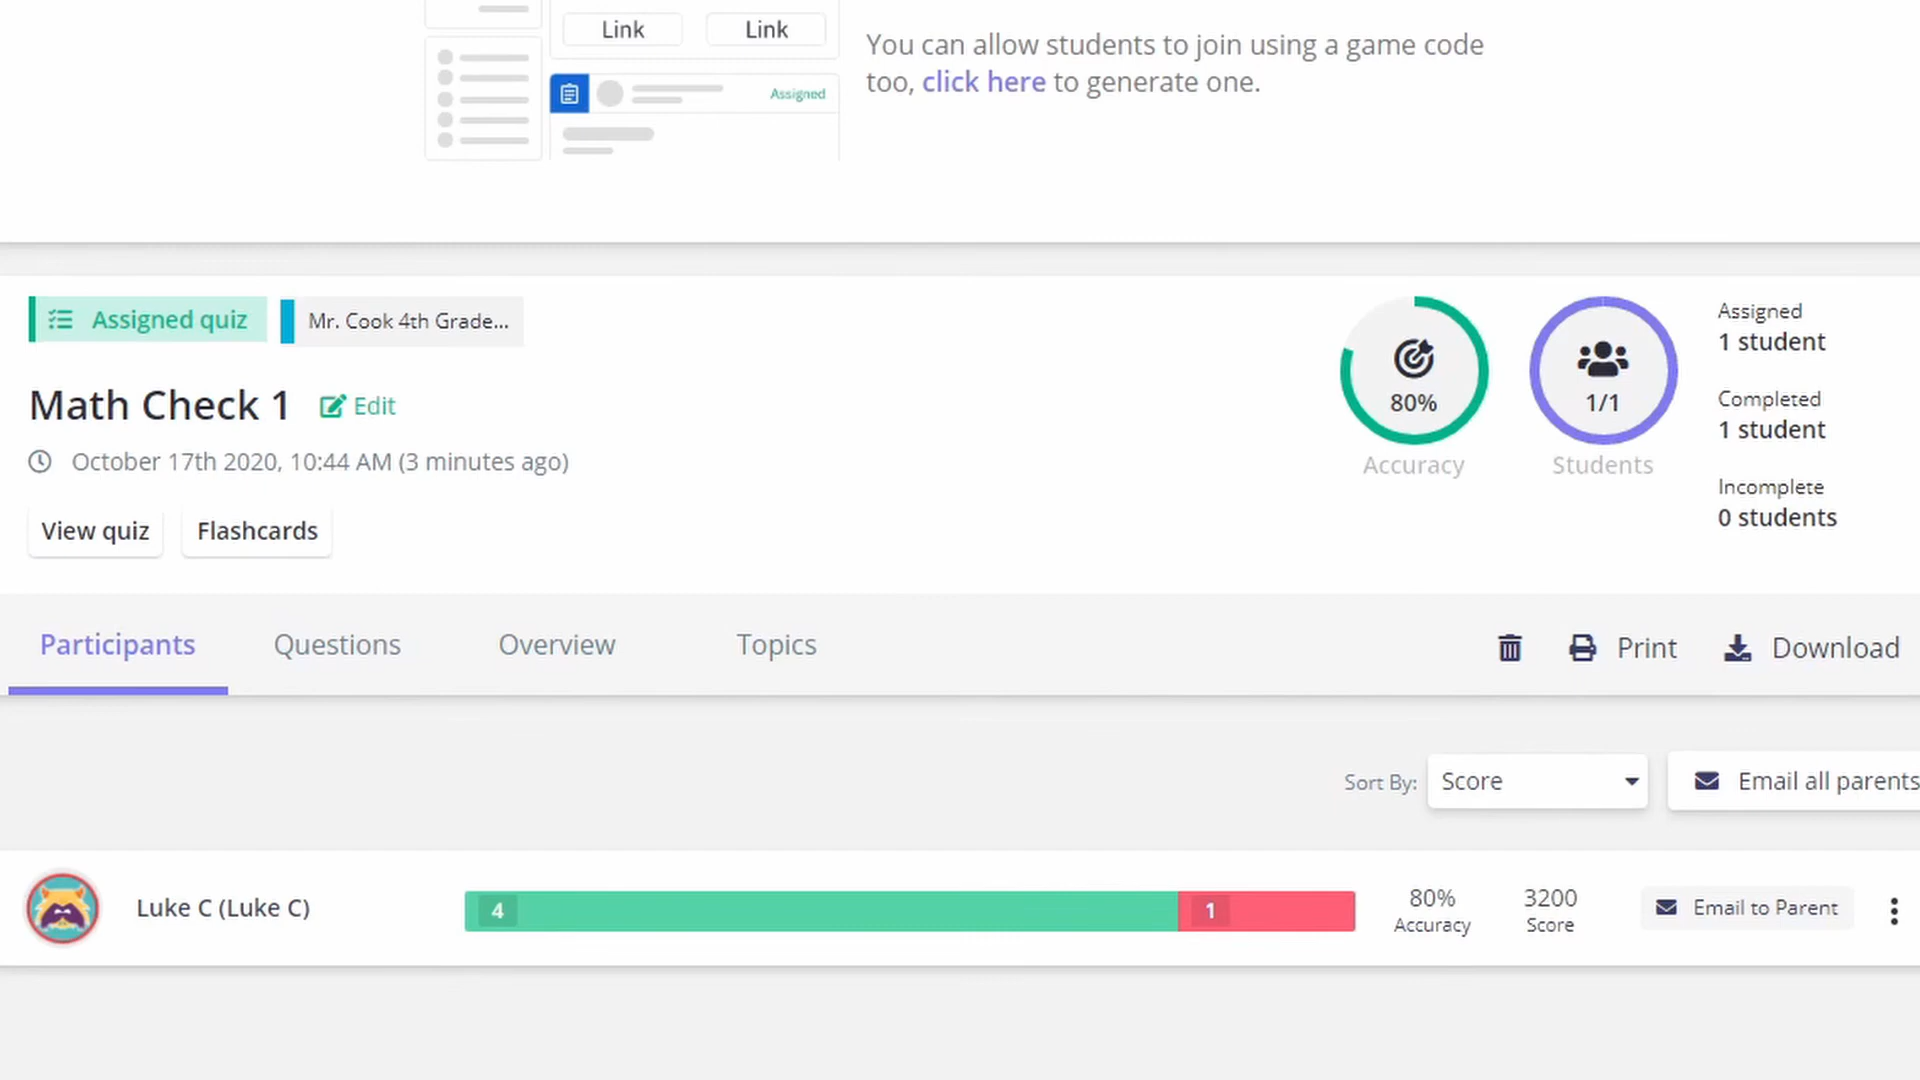 Link
Link
Assigned
You can allow students to join using a game code
too, click here to generate one.
Assigned quiz
Mr. Cook 4th Grade...
Math Check 1
Edit
October 17th 2020, 10:44 AM (3 minutes ago)
View quiz
Flashcards
80%
Accuracy
1/1
Students
Assigned
1 student
Completed
1 student
Incomplete
0 students
Participants
Questions
Overview
Topics
Print
Download
Sort By:
Score
Email all parents
Luke C (Luke C)
4
1
80%
Accuracy
3200
Score
Email to Parent